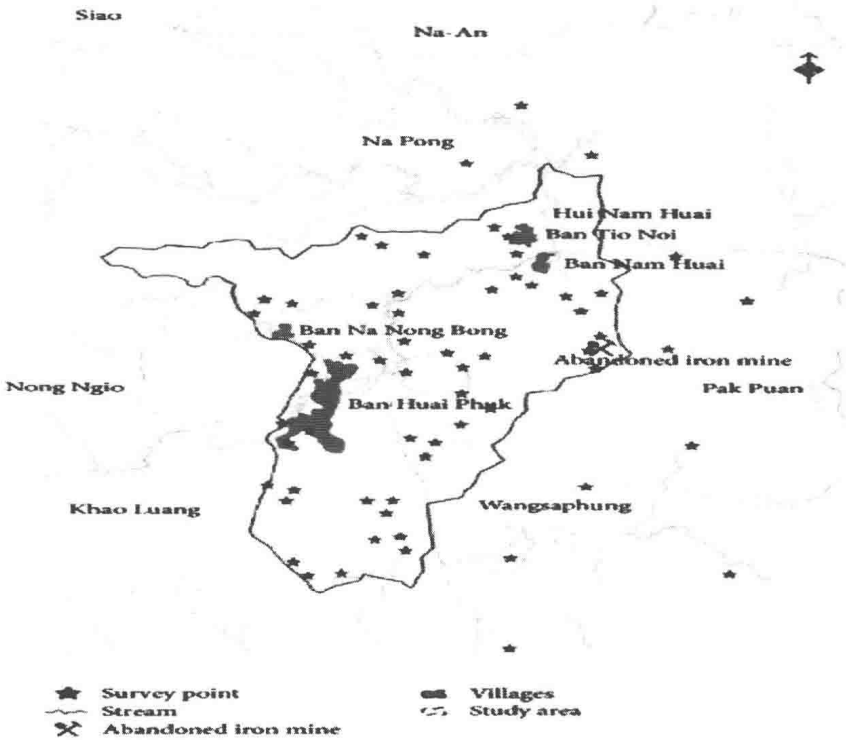 Siao
Na-An
Na Pong
Hui Nam Huai
Ban Tio Noi
Ban Nam Huai
Ban Na Nong Bong
Abandoned iron mine
Nong Ngio
Ban Huai Phuk
Pak Puan
Khao Luang
Wangsaphung
Survey point
Villages
Stream
Study area
Abandoned iron mine